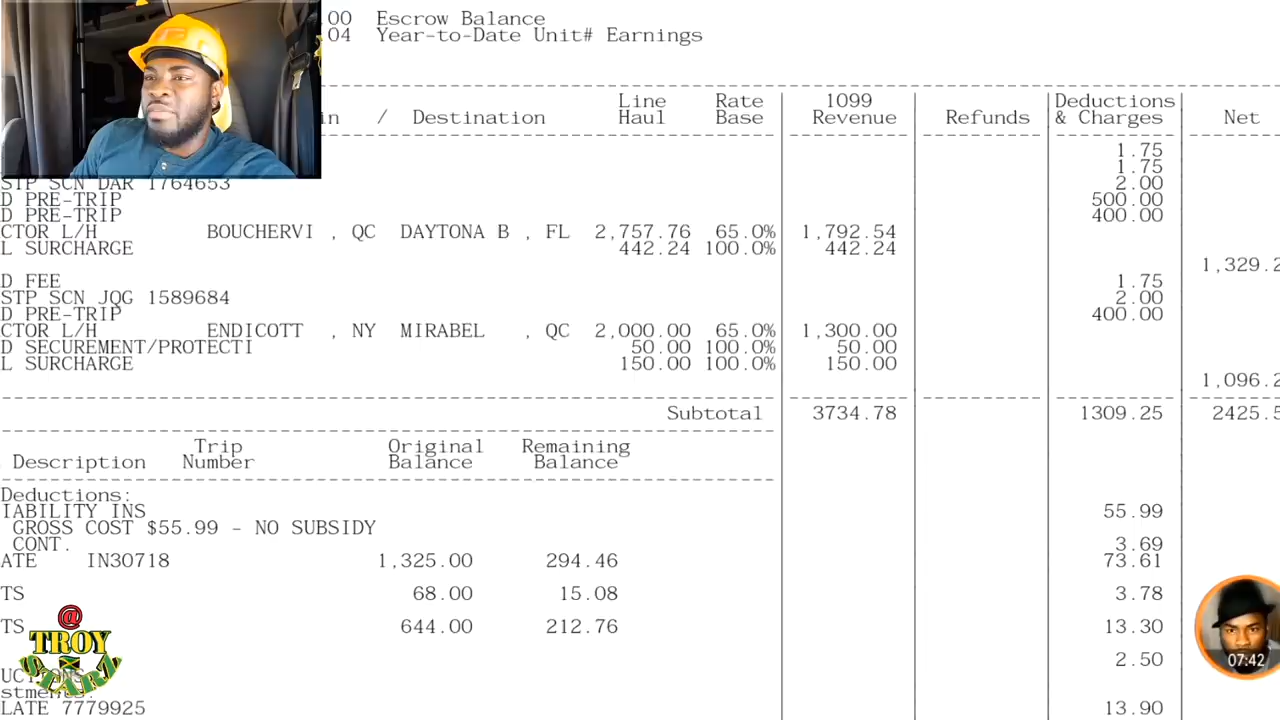 .00 Escrow Balance
.04 Year-to-Date Unit# Earnings
Line Rate 1099 Deductions
in / Destination Haul Base Revenue Refunds & Charges Net
1.75
1.75
STP SCN DAR 1764653 2.00
D PRE-TRIP 500.00
D PRE-TRIP 400.00
CTOR L/H BOUCHERVI , QC DAYTONA B , FL 2,757.76 65.0% 1,792.54
L SURCHARGE 442.24 100.0% 442.24
1,329.2
D FEE 1.75
STP SCN JQG 1589684 2.00
D PRE-TRIP 400.00
CTOR L/H ENDICOTT , NY MIRABEL , QC 2,000.00 65.0% 1,300.00
D SECUREMENT/PROTECTI 50.00 100.0% 50.00
L SURCHARGE 150.00 100.0% 150.00
1,096.2
Subtotal 3734.78 1309.25 2425.5
Trip Original Remaining
Description Number Balance Balance
Deductions:
IABILITY INS 55.99
GROSS COST $55.99 - NO SUBSIDY
CONT. 3.69
ATE IN30718 1,325.00 294.46 73.61
TS 68.00 15.08 3.78
TS 644.00 212.76 13.30
2.50
LATE 7779925 13.90
@
TROY
07:42